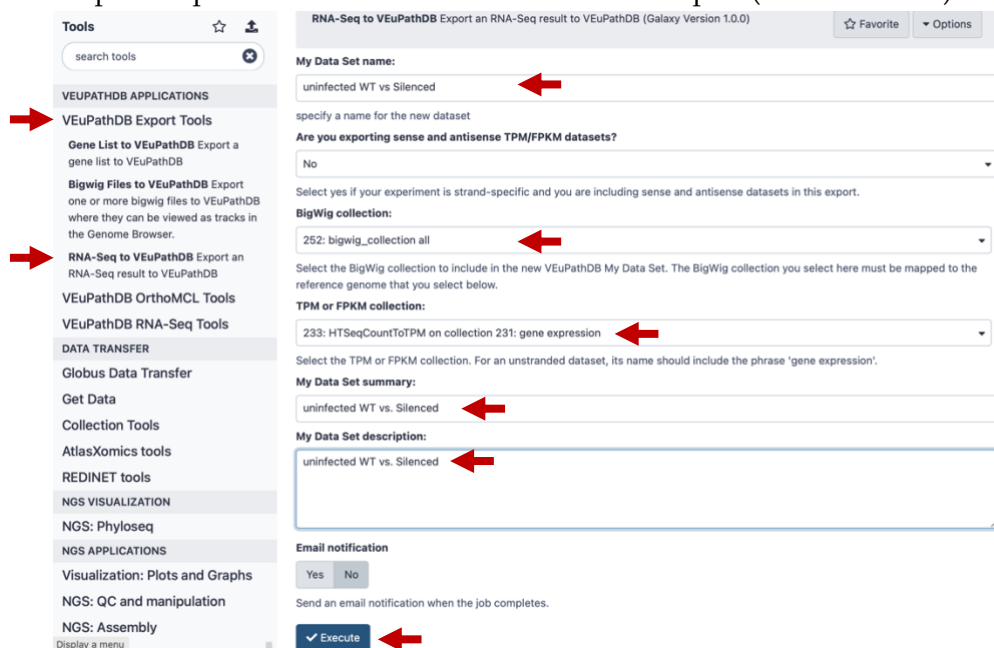 Tools
search tools
VEUPATHDB APPLICATIONS
VEuPathDB Export Tools
Gene List to VEuPathDB Export a
gene list to VEuPathDB
Bigwig Files to VEuPathDB Export
one or more bigwig files to VEuPathDB
where they can be viewed as tracks in
the Genome Browser.
RNA-Seq to VEuPathDB Export an
RNA-Seq result to VEuPathDB
VEuPathDB OrthoMCL Tools
VEuPathDB RNA-Seq Tools
DATA TRANSFER
Globus Data Transfer
Get Data
Collection Tools
AtlasXomics tools
REDINET tools
NGS VISUALIZATION
NGS: Phyloseq
NGS APPLICATIONS
Visualization: Plots and Graphs
NGS: QC and manipulation
NGS: Assembly
Display a menu
RNA-Seq to VEuPathDB Export an RNA-Seq result to VEuPathDB (Galaxy Version 1.0.0)
Favorite
Options
My Data Set name:
uninfected WT vs Silenced
specify a name for the new dataset
Are you exporting sense and antisense TPM/FPKM datasets?
No
Select yes if your experiment is strand-specific and you are including sense and antisense datasets in this export.
BigWig collection:
252: bigwig_collection all
Select the BigWig collection to include in the new VEuPathDB My Data Set. The BigWig collection you select here must be mapped to the
reference genome that you select below.
TPM or FPKM collection:
233: HTSeqCountToTPM on collection 231: gene expression
Select the TPM or FPKM collection. For an unstranded dataset, its name should include the phrase 'gene expression'.
My Data Set summary:
uninfected WT vs. Silenced
My Data Set description:
uninfected WT vs. Silenced
Email notification
Yes No
Send an email notification when the job completes.
Execute